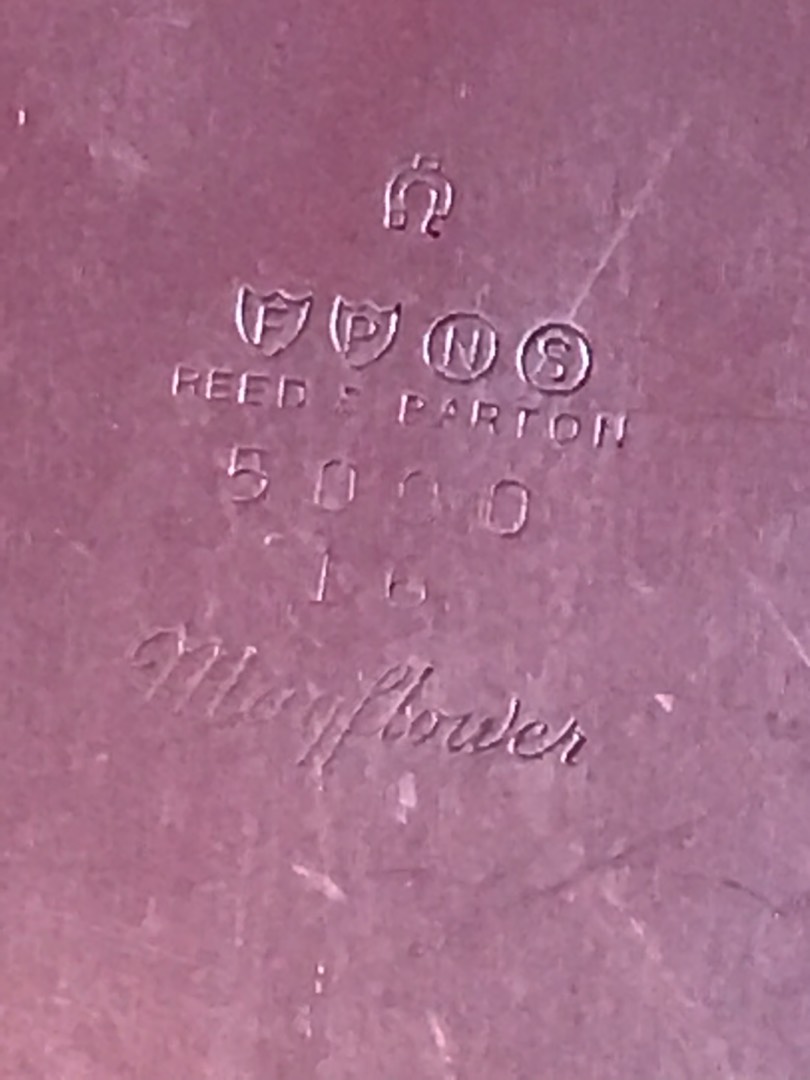 E P N S
REED & BARTON
5000
16
Mayflower